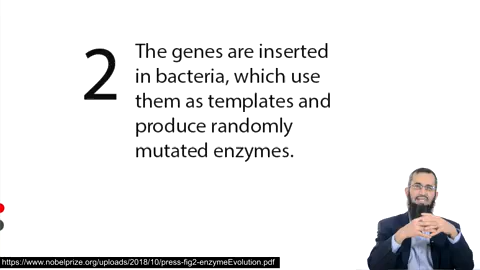 2
The genes are inserted
in bacteria, which use
them as templates and
produce randomly
mutated enzymes.
https://www.nobelprize.org/uploads/2018/10/press-fig2-enzymeEvolution.pdf